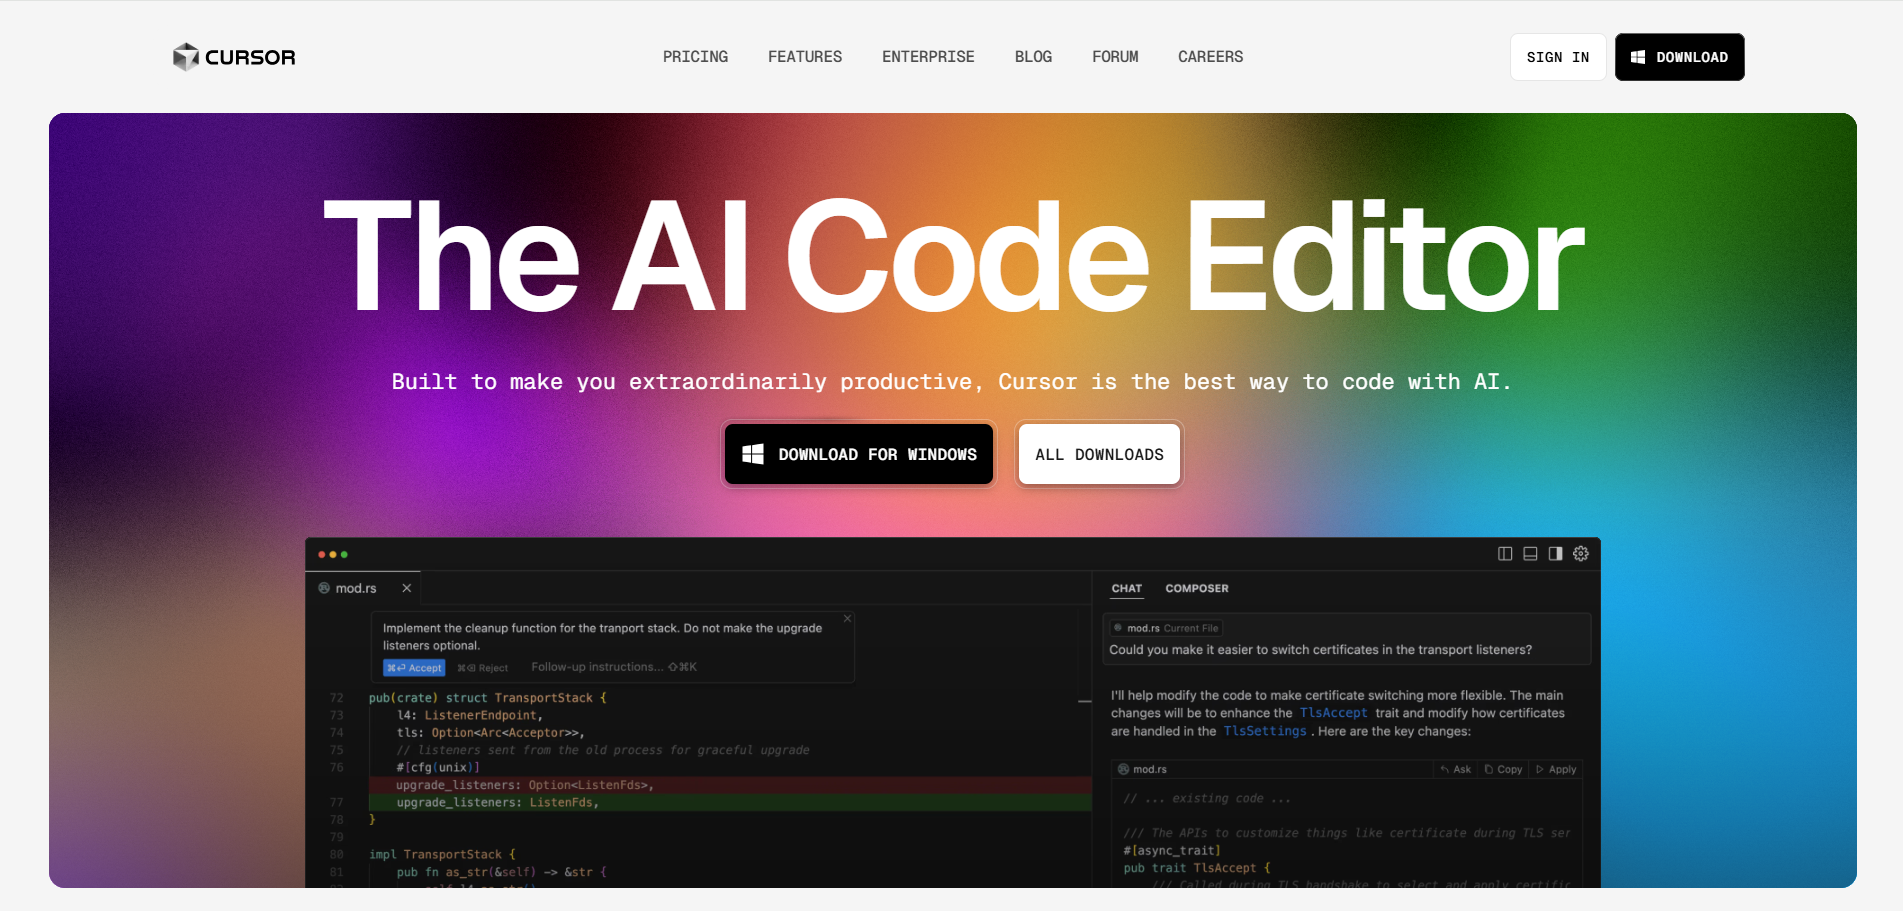 CURSOR
PRICING
FEATURES
ENTERPRISE
BLOG
FORUM
CAREERS
SIGN IN
DOWNLOAD
The AI Code Editor
Built to make you extraordinarily productive, Cursor is the best way to code with AI.
DOWNLOAD FOR WINDOWS
ALL DOWNLOADS
mod.rs
Implement the cleanup function for the tranport stack. Do not make the upgrade
listeners optional.
Accept
Reject
Follow-up instructions... ⇧⌘K
72 pub(crate) struct TransportStack {
73     l4: ListenerEndpoint,
74     tls: Option<Arc<Acceptor>>,
75     // listeners sent from the old process for graceful upgrade
76     #[cfg(unix)]
    upgrade_listeners: Option<ListenFds>,
77     upgrade_listeners: ListenFds,
78 }
79
80 impl TransportStack {
81     pub fn as_str(&self) -> &str {
CHAT
COMPOSER
mod.rs Current File
Could you make it easier to switch certificates in the transport listeners?
I'll help modify the code to make certificate switching more flexible. The main
changes will be to enhance the TlsAccept trait and modify how certificates
are handled in the TlsSettings . Here are the key changes:
mod.rs
Ask
Copy
Apply
// ... existing code ...
/// The APIs to customize things like certificate during TLS ser
#[async_trait]
pub trait TlsAccept {
/// Called during TLS handshake to select and apply certific